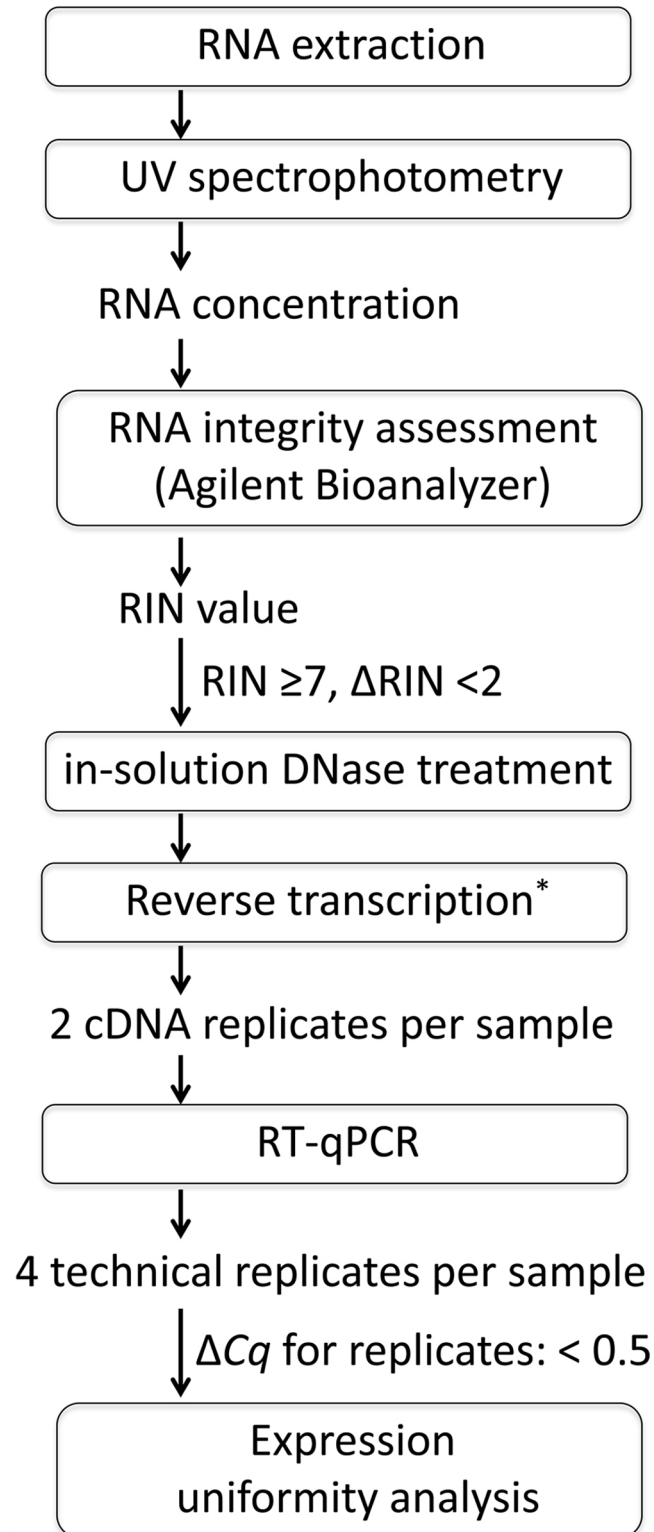 RNA extraction
UV spectrophotometry
RNA concentration
RNA integrity assessment
(Agilent Bioanalyzer)
RIN value
RIN ≥7, ΔRIN <2
in-solution DNase treatment
Reverse transcription*
2 cDNA replicates per sample
RT-qPCR
4 technical replicates per sample
ΔCq for replicates: < 0.5
Expression
uniformity analysis